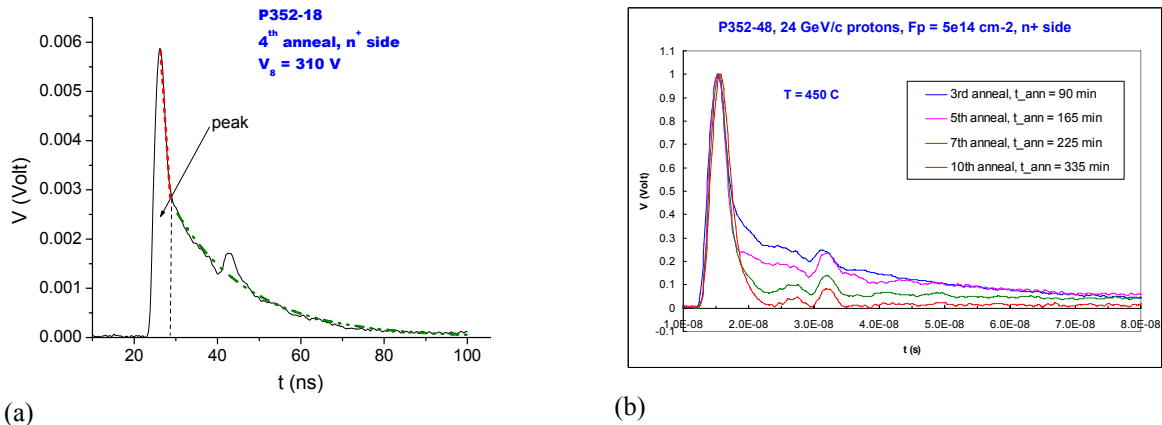 P352-18
4th anneal, n+ side
V8 = 310 V
peak
V (Volt)
0.006
0.005
0.004
0.003
0.002
0.001
0.000
20 40 60 80 100
t (ns)
(a)
P352-48, 24 GeV/c protons, Fp = 5e14 cm-2, n+ side
T = 450 C
3rd anneal, t_ann = 90 min
5th anneal, t_ann = 165 min
7th anneal, t_ann = 225 min
10th anneal, t_ann = 335 min
V (Volt)
1.1
1
0.9
0.8
0.7
0.6
0.5
0.4
0.3
0.2
0.1
0
-0.1
1.0E-08 2.0E-08 3.0E-08 4.0E-08 5.0E-08 6.0E-08 7.0E-08 8.0E-08
t (s)
(b)